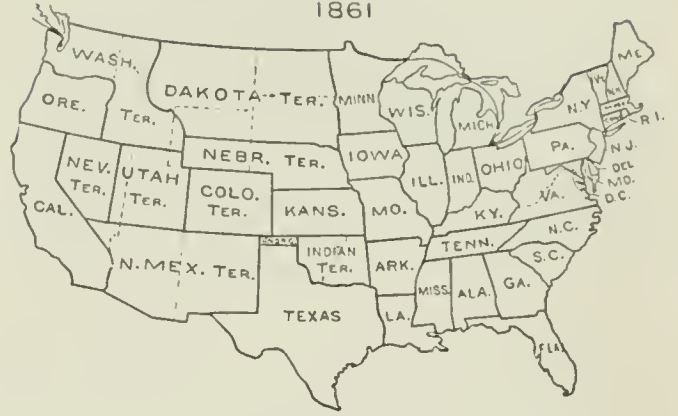 1861
WASH.
TER.
ORE.
DAKOTA TER.
MINN
WIS.
MICH
ME
N.Y
R I.
NEBR. TER.
IOWA
PA.
N J.
NEV.
TER.
UTAH
TER.
COLO.
TER.
ILL.
IND.
OHIO
DEL
MD.
D.C.
CAL.
KANS.
MO.
KY.
VA.
N.MEX. TER.
INDIAN
TER.
ARK.
TENN.
N.C.
S.C.
TEXAS
LA.
MISS.
ALA.
GA.
FLA.